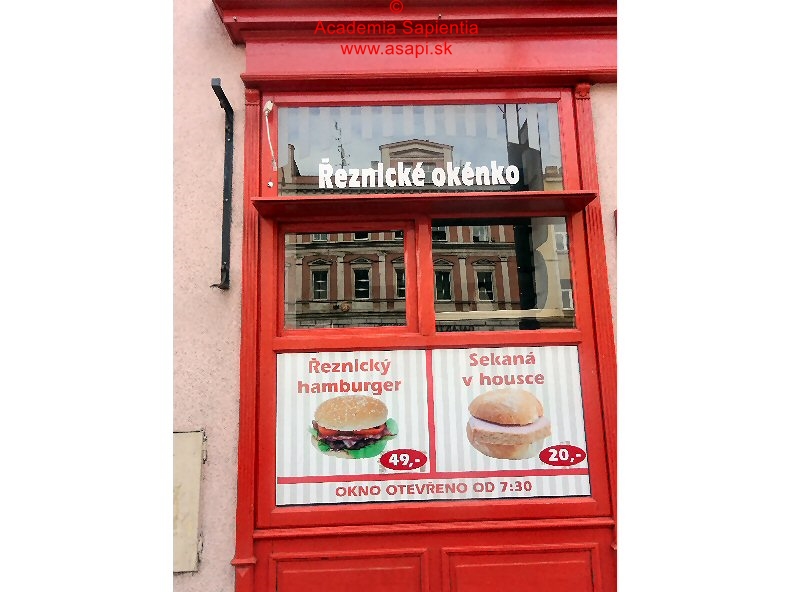 ©
Academia Sapientia
www.asapi.sk
Řeznické okénko
Řeznický
hamburger
49,-
Sekaná
v housce
20,-
OKNO OTEVŘENO OD 7:30